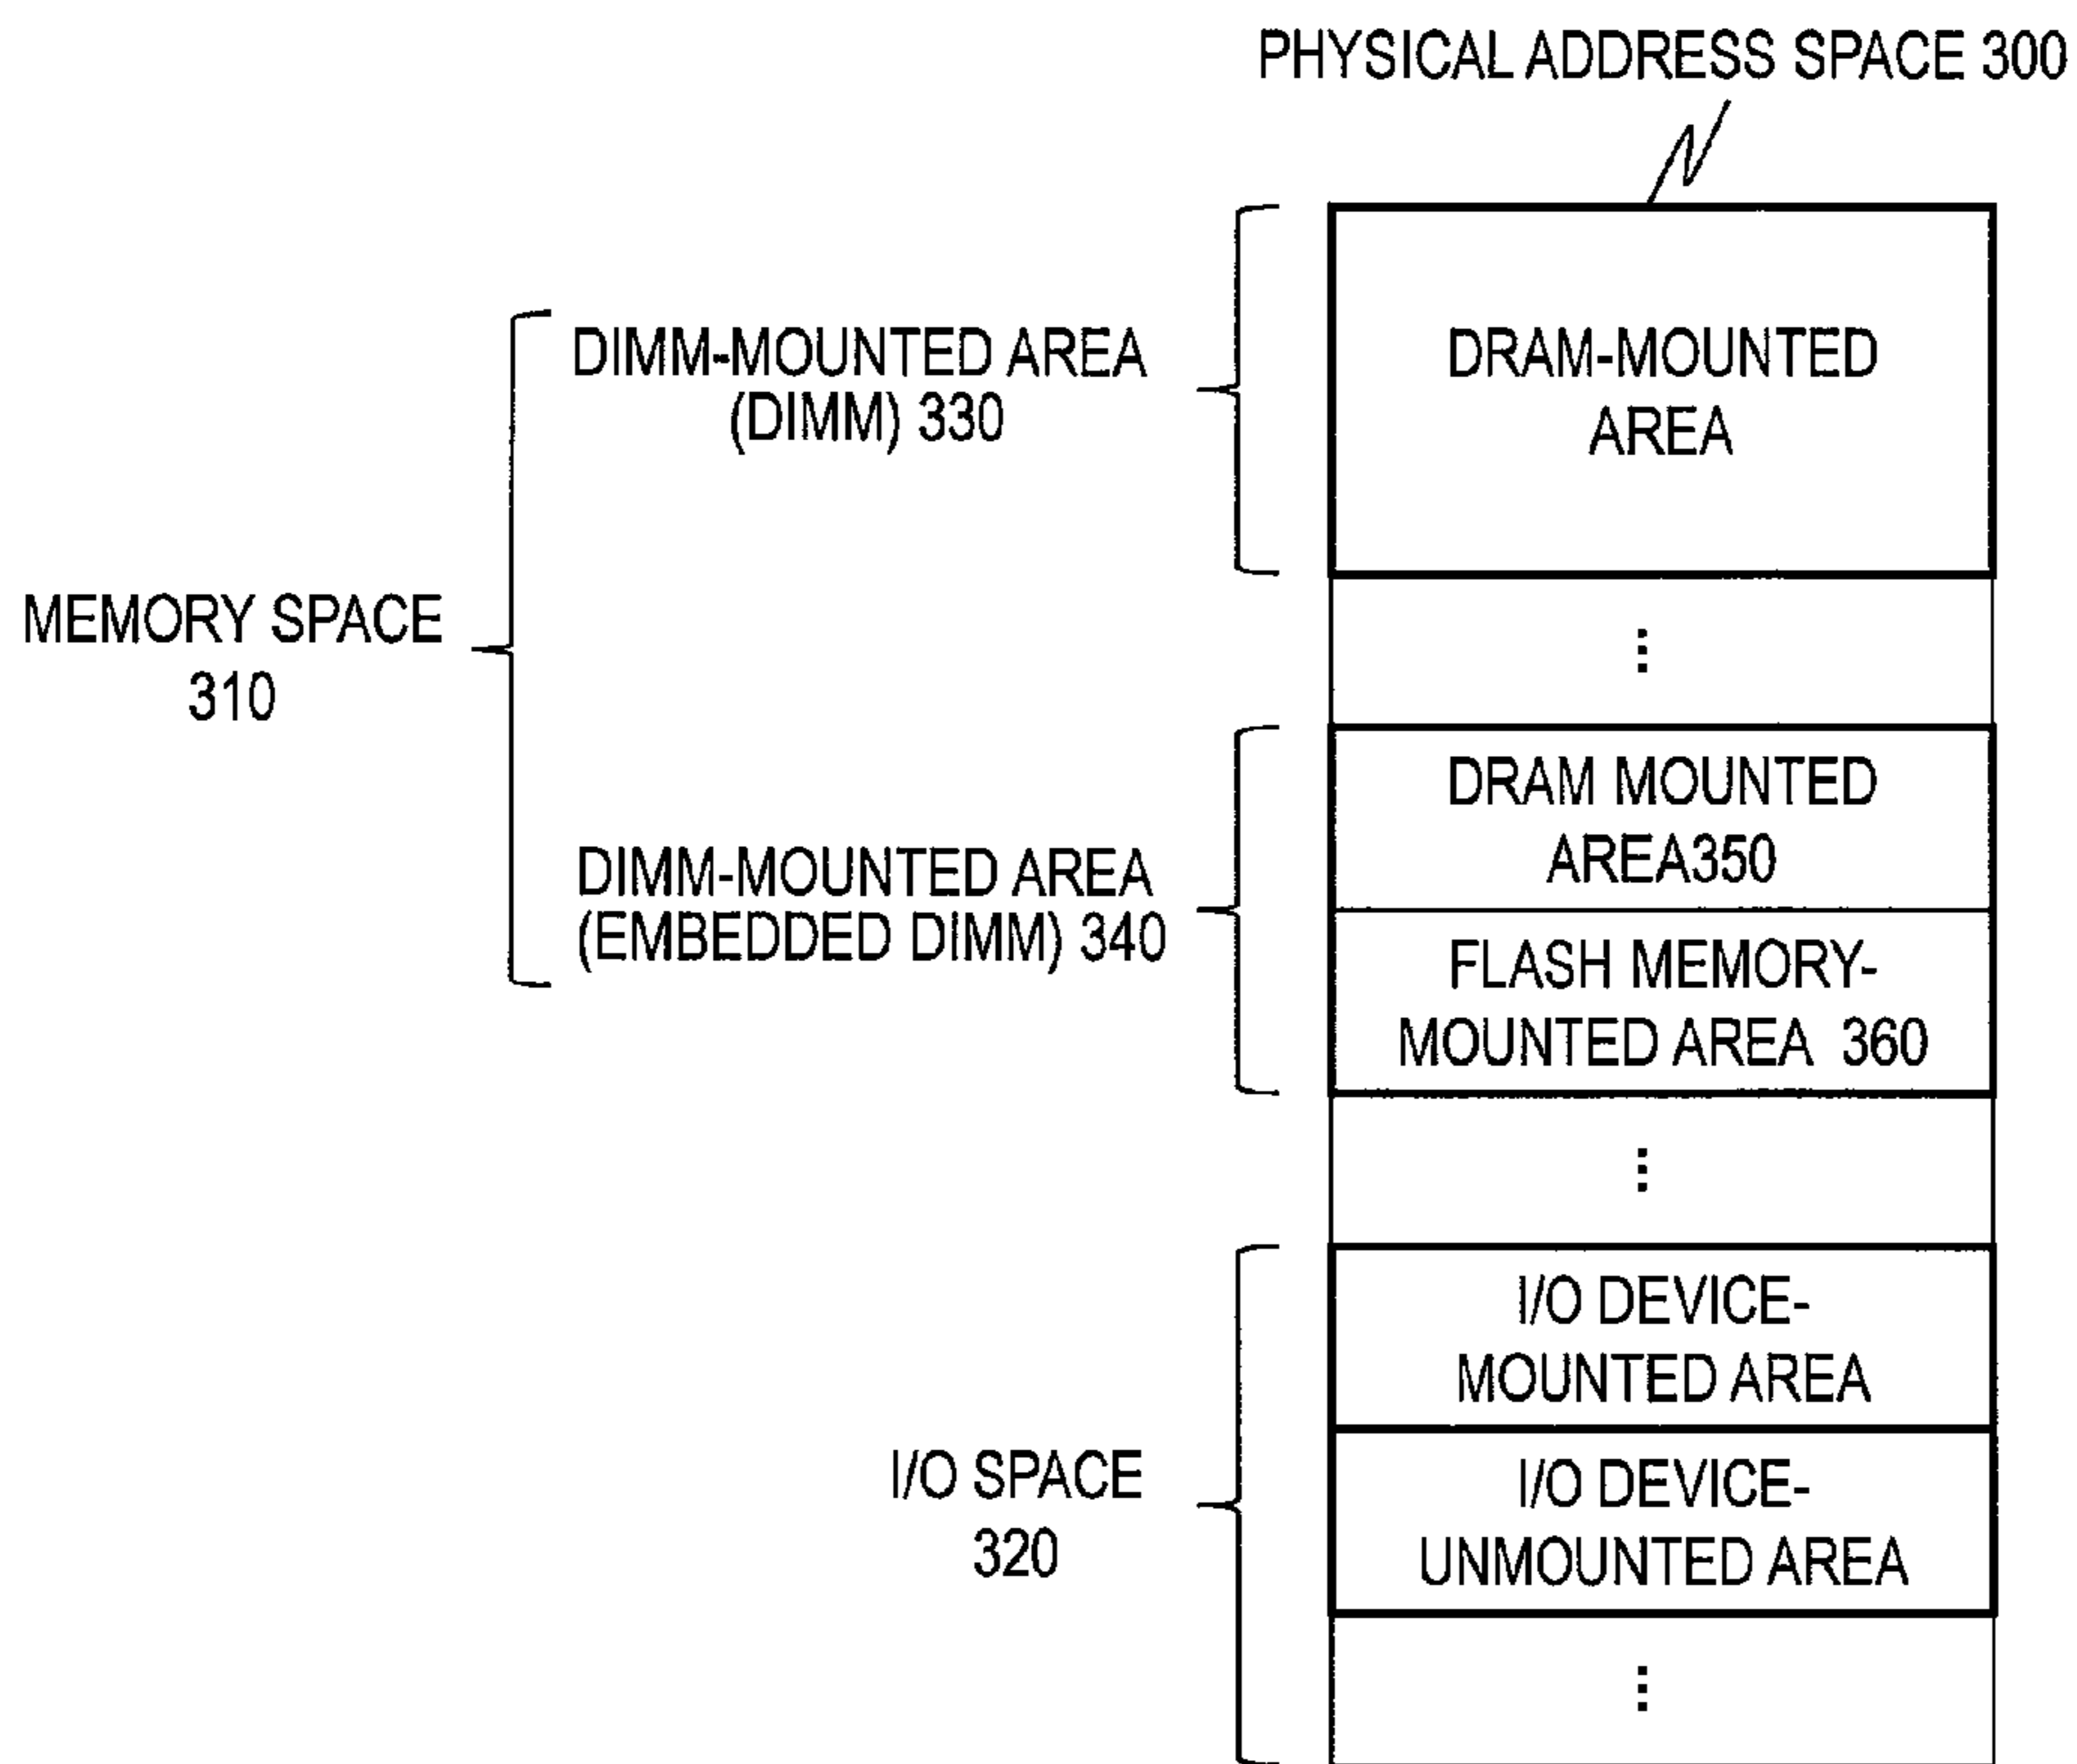 PHYSICAL ADDRESS SPACE 300
DIMM-MOUNTED AREA
(DIMM) 330
DRAM-MOUNTED
AREA
MEMORY SPACE
310
⋮
DRAM MOUNTED
AREA350
DIMM-MOUNTED AREA
(EMBEDDED DIMM) 340
FLASH MEMORY-
MOUNTED AREA 360
⋮
I/O DEVICE-
MOUNTED AREA
I/O SPACE
320
I/O DEVICE-
UNMOUNTED AREA
⋮